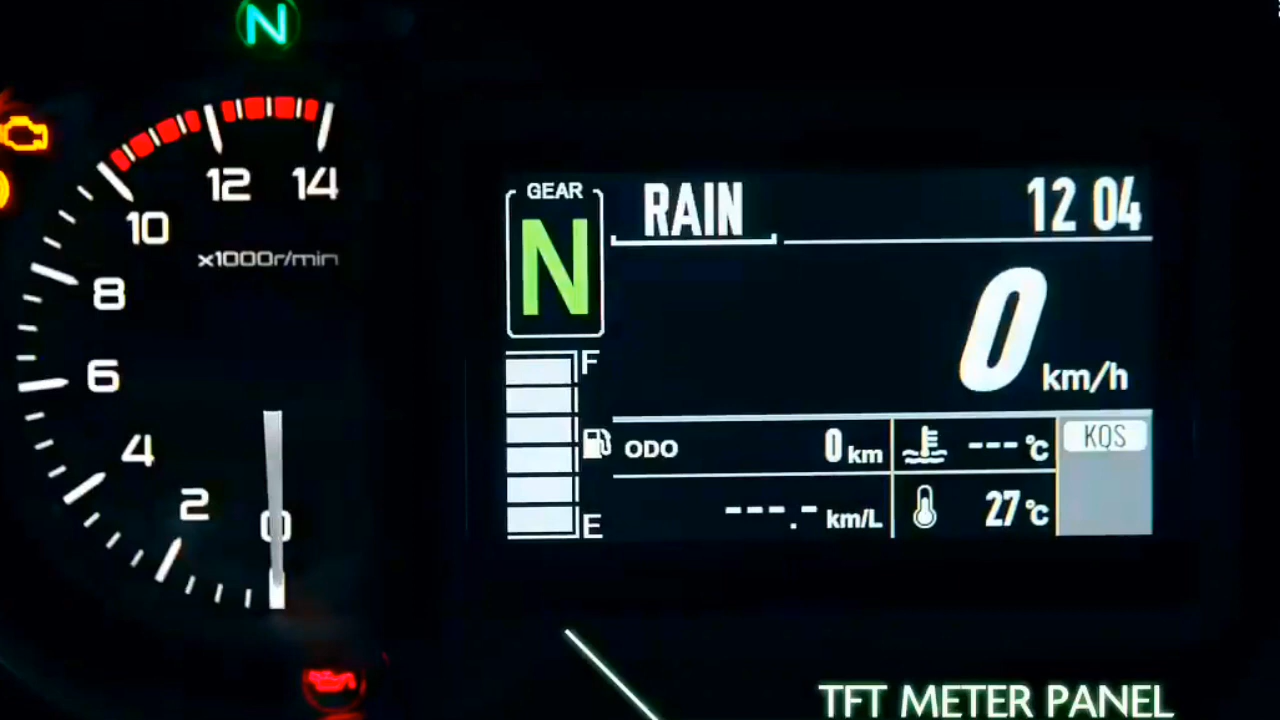 N
12 14
10
x1000r/min
8
6
4
2
0
GEAR
N
RAIN
12 04
0 km/h
F
E
ODO 0 km
---°C
KQS
---.- km/L
27°C
TFT METER PANEL